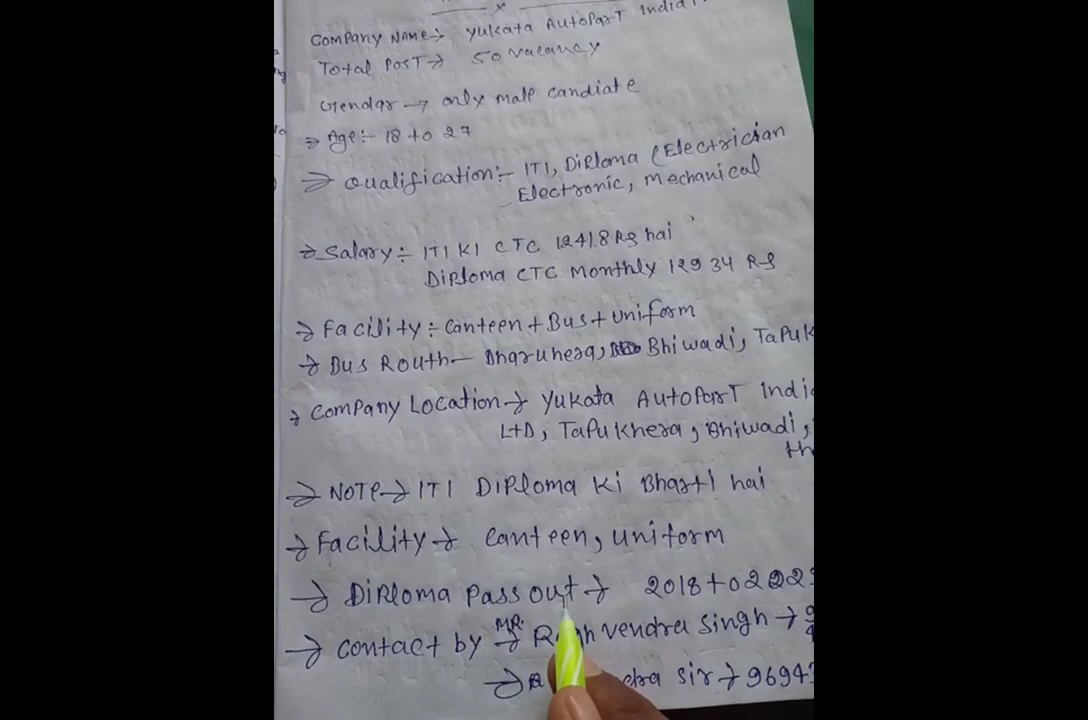 Company Name → Yukata AutoPart India
Total Post → 50 vacancy
Gendar → only male candiate
⇒ Age:- 18 to 27
⇒ Qualification:- ITI, Diploma (Electrician
Electronic, Mechanical
→ Salary:- ITI KI CTC 12418 Rs hai
Diploma CTC Monthly 12934 Rs
→ Facility:- Canteen + Bus + uniform
→ Bus Routh- Dharuhera, Bhiwadi, Tapuk
→ Company Location → Yukata AutoPart Indi
LTD, Tapukhera, Bhiwadi,
→ NOTE → ITI Diploma Ki Bharti hai
→ Facility → Canteen, uniform
→ Diploma Pass out → 2018 to
→ Contact by MR. → vendra Singh →
→ sir → 9694